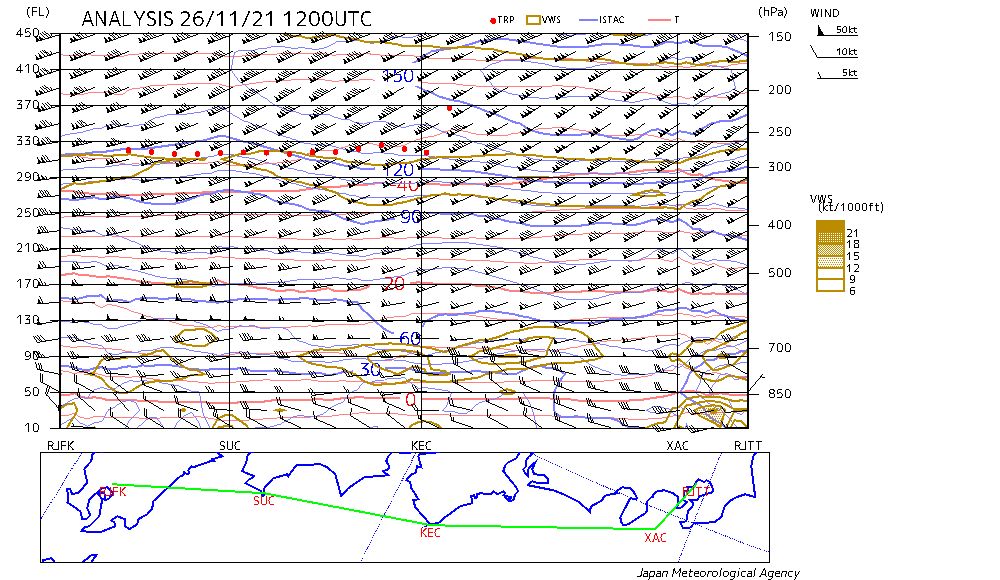 (FL) ANALYSIS 26/11/21 1200UTC TRP VWS ISTAC T (hPa) WIND
450 150 50kt
10kt
5kt
410 150
370 200
330 250
290 120 300
40
VWS
(kt/1000ft)
250 90 400
210 21
18
15
170 20 500 12
9
6
130
60
90 700
30
50 0 850
10
RJFK SUC KEC XAC RJTT
RJFK RJTT
SUC
KEC XAC
Japan Meteorological Agency